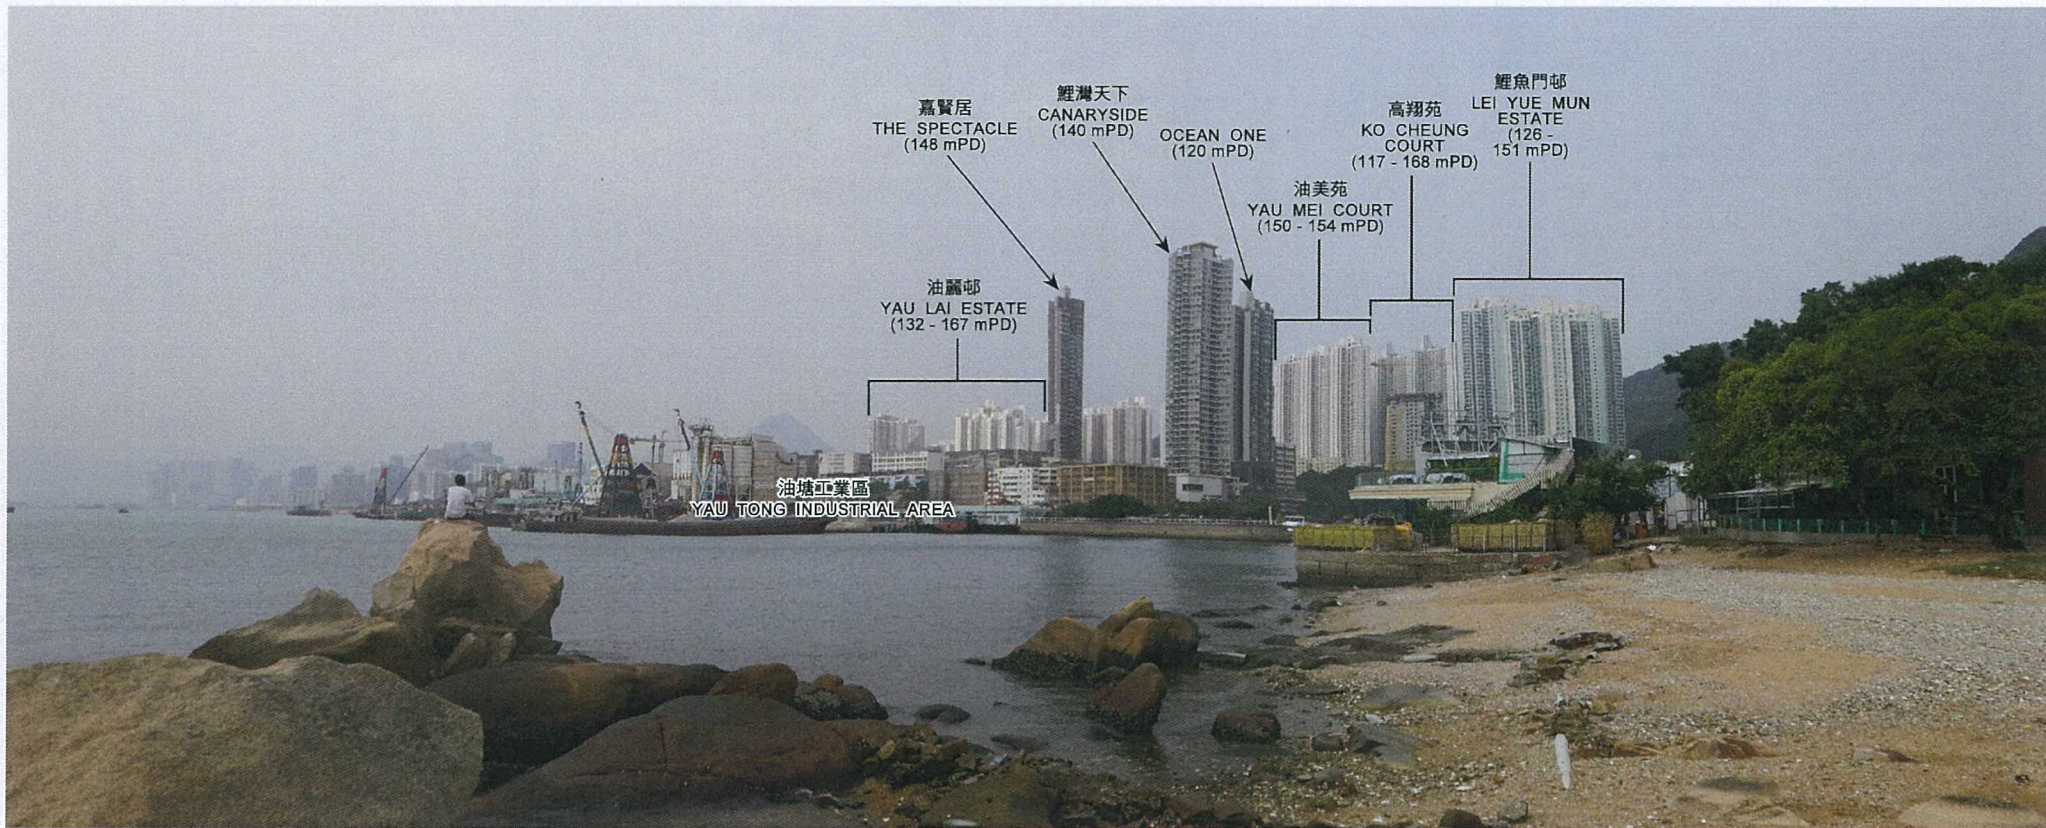 嘉賢居
THE SPECTACLE
(148 mPD)
鯉灣天下
CANARYSIDE
(140 mPD)
OCEAN ONE
(120 mPD)
油美苑
YAU MEI COURT
(150 - 154 mPD)
高翔苑
KO CHEUNG
COURT
(117 - 168 mPD)
鯉魚門邨
LEI YUE MUN
ESTATE
(126 -
151 mPD)
油麗邨
YAU LAI ESTATE
(132 - 167 mPD)
油塘工業區
YAU TONG INDUSTRIAL AREA